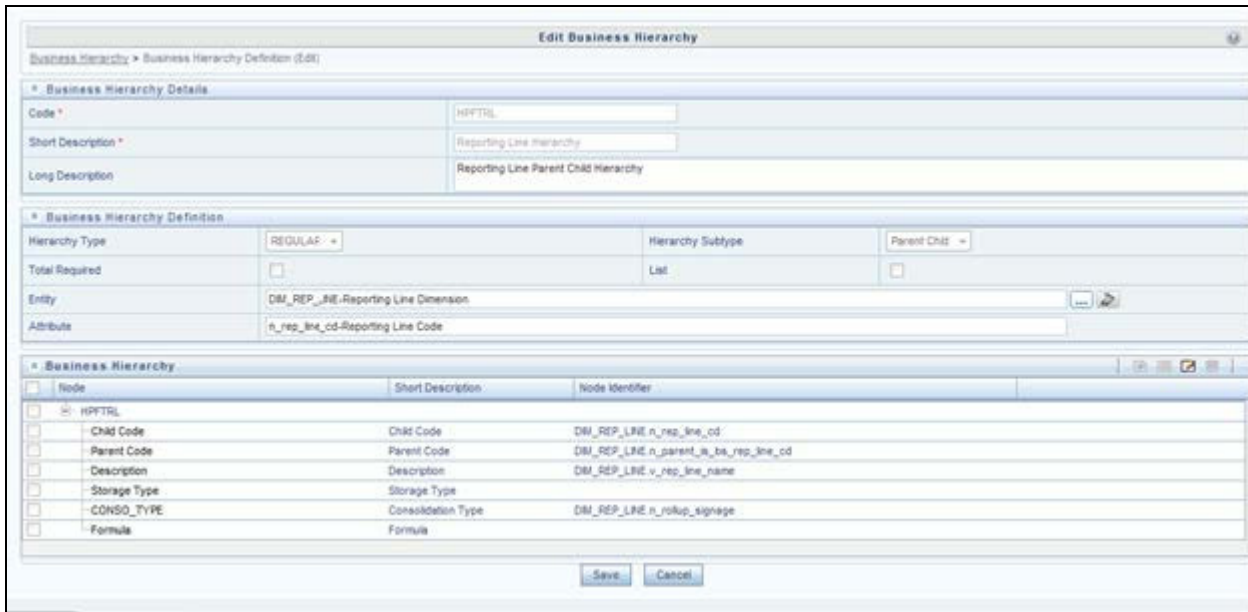 Edit Business Hierarchy
Business Hierarchy > Business Hierarchy Definition (Edit)
Business Hierarchy Details
Code *
HPFTRL
Short Description *
Reporting Line Hierarchy
Long Description
Reporting Line Parent Child Hierarchy
Business Hierarchy Definition
Hierarchy Type
REGULAR
Hierarchy Subtype
Parent Child
Total Required
List
Entity
DIM_REP_LINE-Reporting Line Dimension
...
Attribute
n_rep_line_cd-Reporting Line Code
Business Hierarchy
Node Short Description Node Identifier
HPFTRL
Child Code Child Code DIM_REP_LINE.n_rep_line_cd
Parent Code Parent Code DIM_REP_LINE.n_parent_is_bs_rep_line_cd
Description Description DIM_REP_LINE.v_rep_line_name
Storage Type Storage Type
CONSO_TYPE Consolidation Type DIM_REP_LINE.n_rollup_signage
Formula Formula
Save Cancel